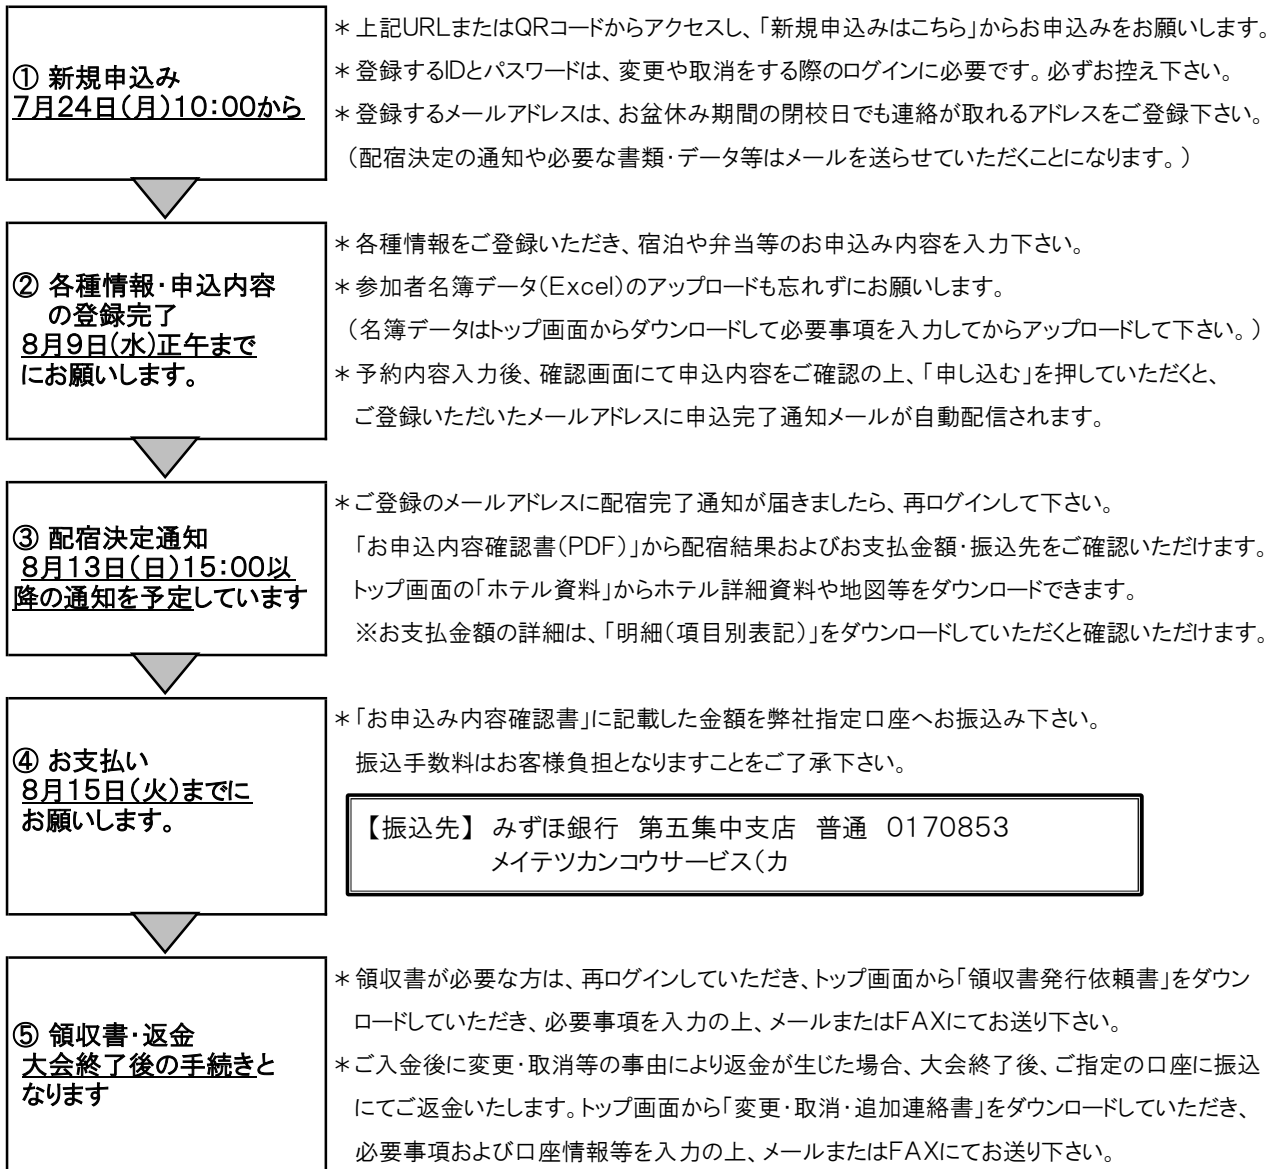 ① 新規申込み
7月24日(月)10:00から
＊上記URLまたはQRコードからアクセスし、「新規申込みはこちら」からお申込みをお願いします。
＊登録するIDとパスワードは、変更や取消をする際のログインに必要です。必ずお控え下さい。
＊登録するメールアドレスは、お盆休み期間の閉校日でも連絡が取れるアドレスをご登録下さい。
（配宿決定の通知や必要な書類・データ等はメールを送らせていただくことになります。）
② 各種情報・申込内容
の登録完了
8月9日(水)正午まで
にお願いします。
＊各種情報をご登録いただき、宿泊や弁当等のお申込み内容を入力下さい。
＊参加者名簿データ(Excel)のアップロードも忘れずにお願いします。
（名簿データはトップ画面からダウンロードして必要事項を入力してからアップロードして下さい。）
＊予約内容入力後、確認画面にて申込内容をご確認の上、「申し込む」を押していただくと、
ご登録いただいたメールアドレスに申込完了通知メールが自動配信されます。
③ 配宿決定通知
8月13日(日)15:00以
降の通知を予定しています
＊ご登録のメールアドレスに配宿完了通知が届きましたら、再ログインして下さい。
「お申込内容確認書(PDF)」から配宿結果およびお支払金額・振込先をご確認いただけます。
トップ画面の「ホテル資料」からホテル詳細資料や地図等をダウンロードできます。
※お支払金額の詳細は、「明細(項目別表記)」をダウンロードしていただくと確認いただけます。
④ お支払い
8月15日(火)までに
お願いします。
＊「お申込み内容確認書」に記載した金額を弊社指定口座へお振込み下さい。
振込手数料はお客様負担となりますことをご了承下さい。
【振込先】 みずほ銀行 第五集中支店 普通 0170853
メイテツカンコウサービス(カ
⑤ 領収書・返金
大会終了後の手続きと
なります
＊領収書が必要な方は、再ログインしていただき、トップ画面から「領収書発行依頼書」をダウン
ロードしていただき、必要事項を入力の上、メールまたはFAXにてお送り下さい。
＊ご入金後に変更・取消等の事由により返金が生じた場合、大会終了後、ご指定の口座に振込
にてご返金いたします。トップ画面から「変更・取消・追加連絡書」をダウンロードしていただき、
必要事項および口座情報等を入力の上、メールまたはFAXにてお送り下さい。